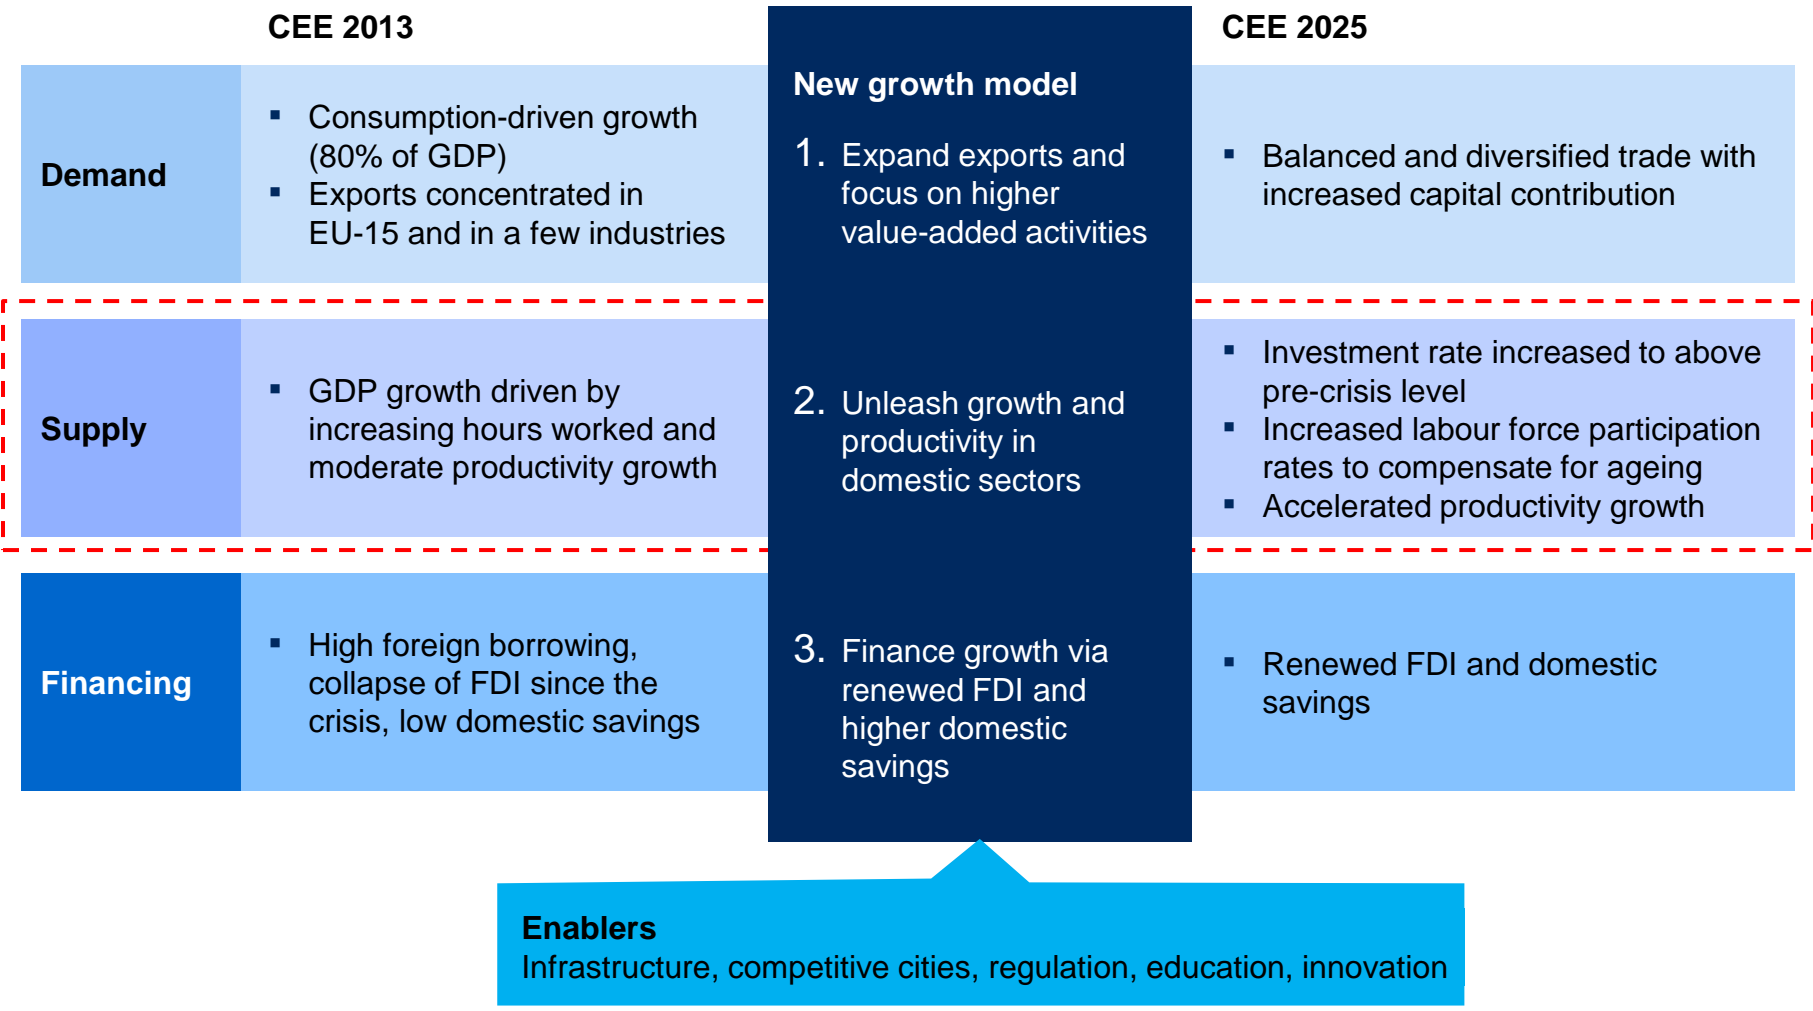 CEE 2013
CEE 2025
New growth model
Demand
▪ Consumption-driven growth
(80% of GDP)
▪ Exports concentrated in
EU-15 and in a few industries
1. Expand exports and
focus on higher
value-added activities
▪ Balanced and diversified trade with
increased capital contribution
Supply
▪ GDP growth driven by
increasing hours worked and
moderate productivity growth
2. Unleash growth and
productivity in
domestic sectors
▪ Investment rate increased to above
pre-crisis level
▪ Increased labour force participation
rates to compensate for ageing
▪ Accelerated productivity growth
Financing
▪ High foreign borrowing,
collapse of FDI since the
crisis, low domestic savings
3. Finance growth via
renewed FDI and
higher domestic
savings
▪ Renewed FDI and domestic
savings
Enablers
Infrastructure, competitive cities, regulation, education, innovation